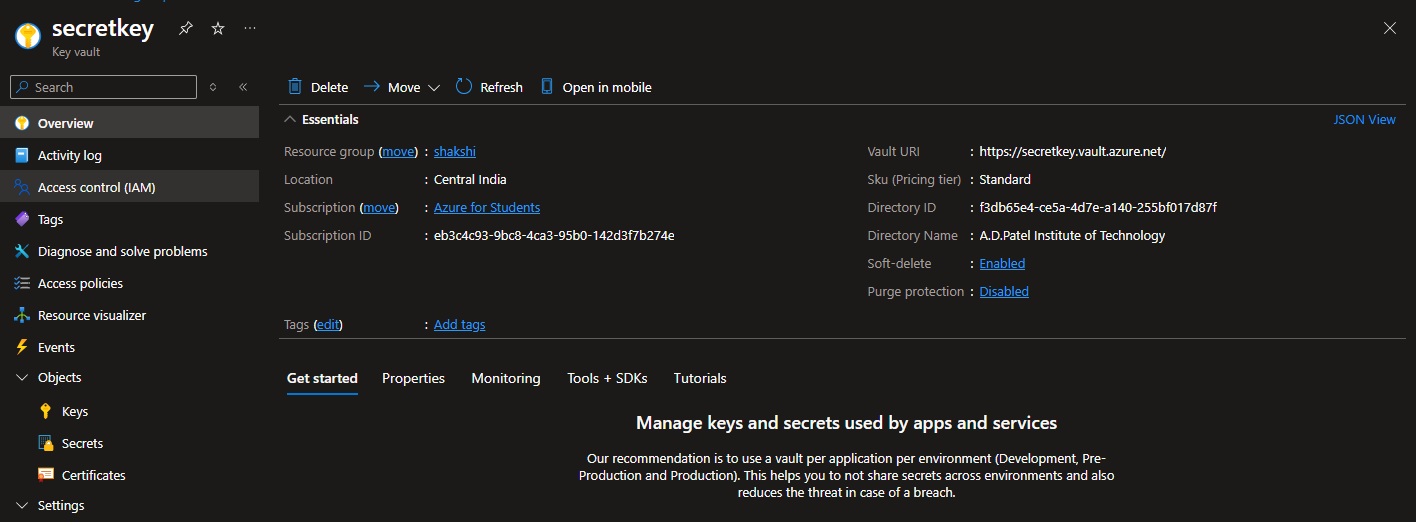 secretkey
Key vault
Search
Overview
Activity log
Access control (IAM)
Tags
Diagnose and solve problems
Access policies
Resource visualizer
Events
Objects
Keys
Secrets
Certificates
Settings
Delete Move Refresh Open in mobile
Essentials JSON View
Resource group (move) : shakshi
Location : Central India
Subscription (move) : Azure for Students
Subscription ID : eb3c4c93-9bc8-4ca3-95b0-142d3f7b274e
Vault URI : https://secretkey.vault.azure.net/
Sku (Pricing tier) : Standard
Directory ID : f3db65e4-ce5a-4d7e-a140-255bf017d87f
Directory Name : A.D.Patel Institute of Technology
Soft-delete : Enabled
Purge protection : Disabled
Tags (edit) : Add tags
Get started Properties Monitoring Tools + SDKs Tutorials
Manage keys and secrets used by apps and services
Our recommendation is to use a vault per application per environment (Development, Pre-
Production and Production). This helps you to not share secrets across environments and also
reduces the threat in case of a breach.